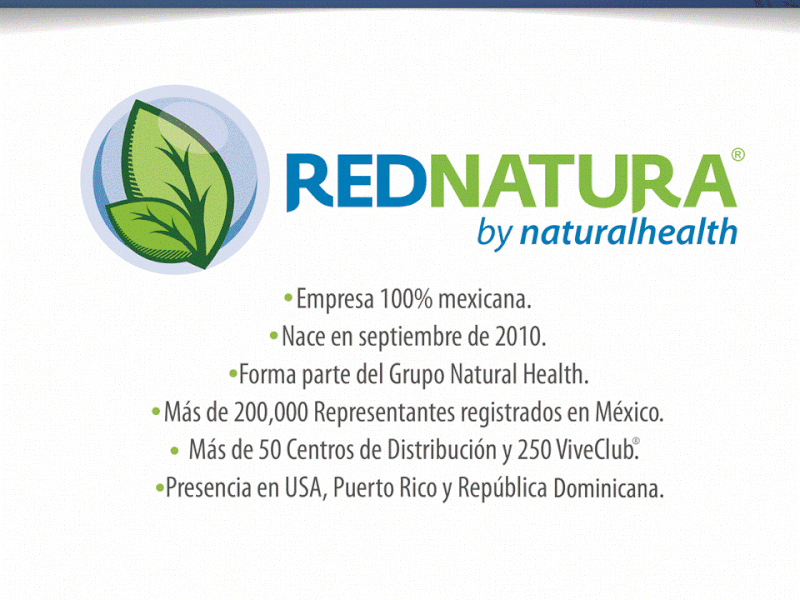 REDNATURA®
by naturalhealth
•Empresa 100% mexicana.
•Nace en septiembre de 2010.
•Forma parte del Grupo Natural Health.
•Más de 200,000 Representantes registrados en México.
• Más de 50 Centros de Distribución y 250 ViveClub®.
•Presencia en USA, Puerto Rico y República Dominicana.